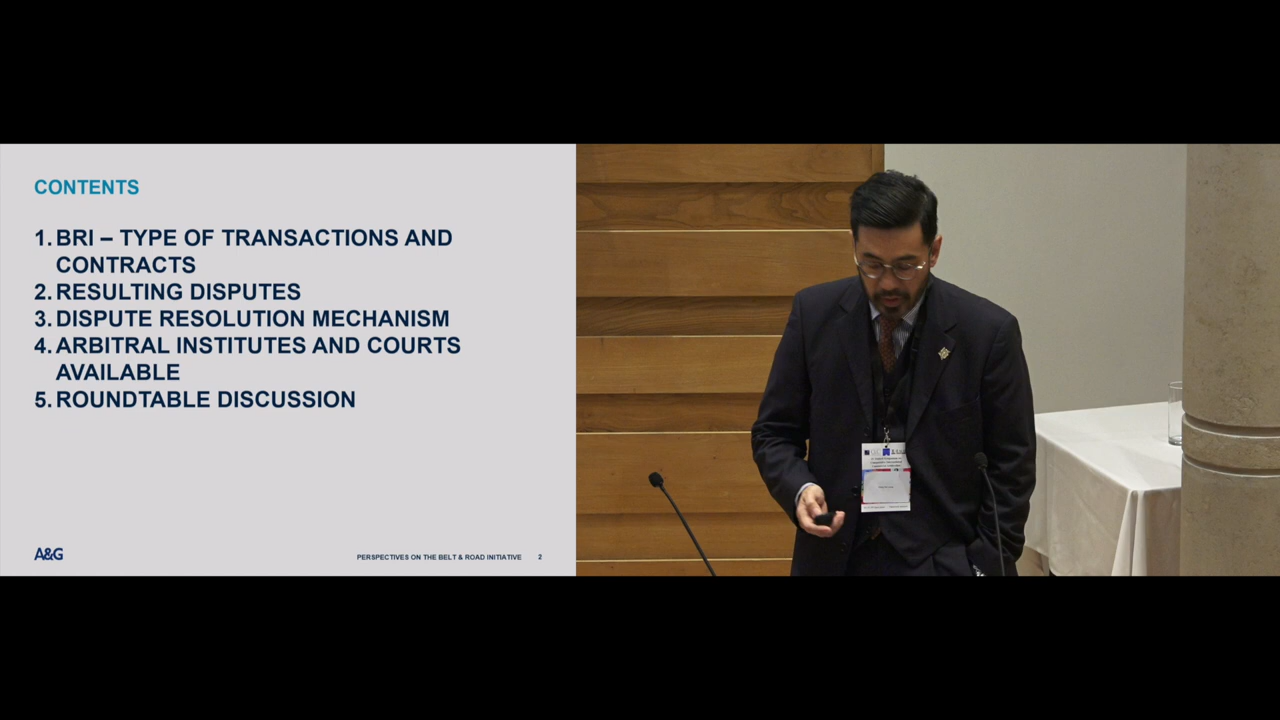 CONTENTS
1. BRI – TYPE OF TRANSACTIONS AND
CONTRACTS
2. RESULTING DISPUTES
3. DISPUTE RESOLUTION MECHANISM
4. ARBITRAL INSTITUTES AND COURTS
AVAILABLE
5. ROUNDTABLE DISCUSSION
A&G
PERSPECTIVES ON THE BELT & ROAD INITIATIVE 2